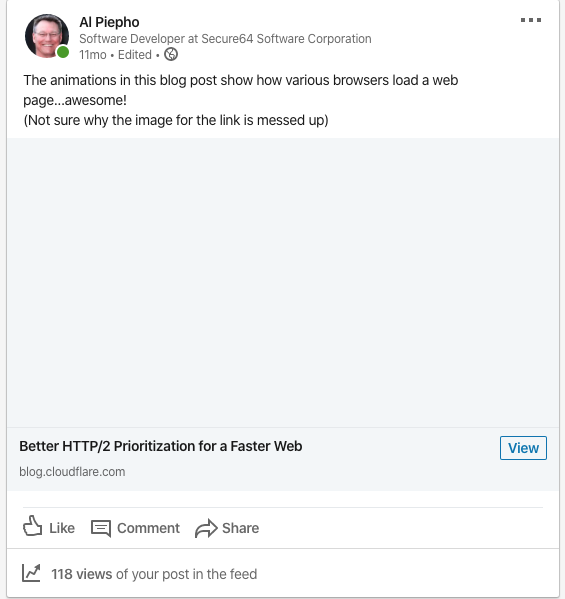 Al Piepho
Software Developer at Secure64 Software Corporation
11mo • Edited •
The animations in this blog post show how various browsers load a web
page...awesome!
(Not sure why the image for the link is messed up)
Better HTTP/2 Prioritization for a Faster Web
View
blog.cloudflare.com
Like Comment Share
118 views of your post in the feed